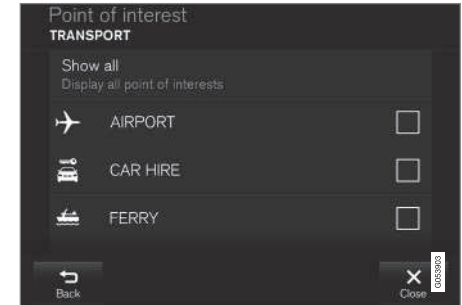 Point of interest
TRANSPORT
Show all
Display all point of interests
AIRPORT
CAR HIRE
FERRY
Back
Close
G053903